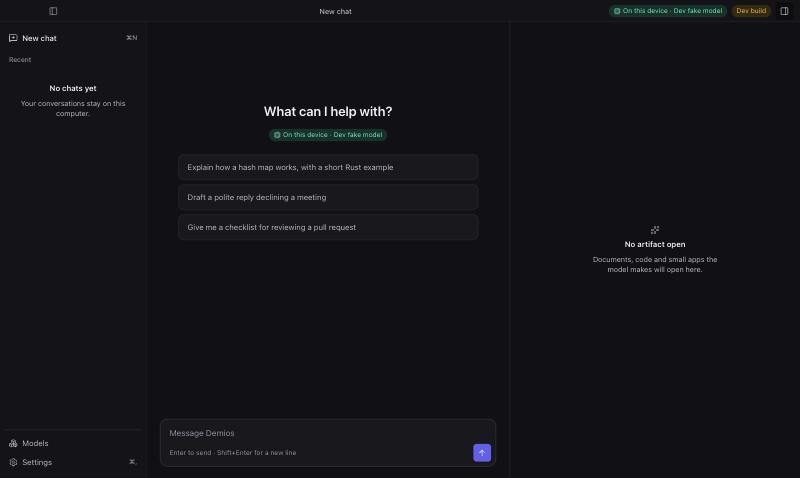 New chat
On this device · Dev fake model
Dev build
New chat
⌘N
Recent
No chats yet
Your conversations stay on this
computer.
What can I help with?
On this device · Dev fake model
Explain how a hash map works, with a short Rust example
Draft a polite reply declining a meeting
Give me a checklist for reviewing a pull request
No artifact open
Documents, code and small apps the
model makes will open here.
Message Demios
Enter to send · Shift+Enter for a new line
Models
Settings
⌘,